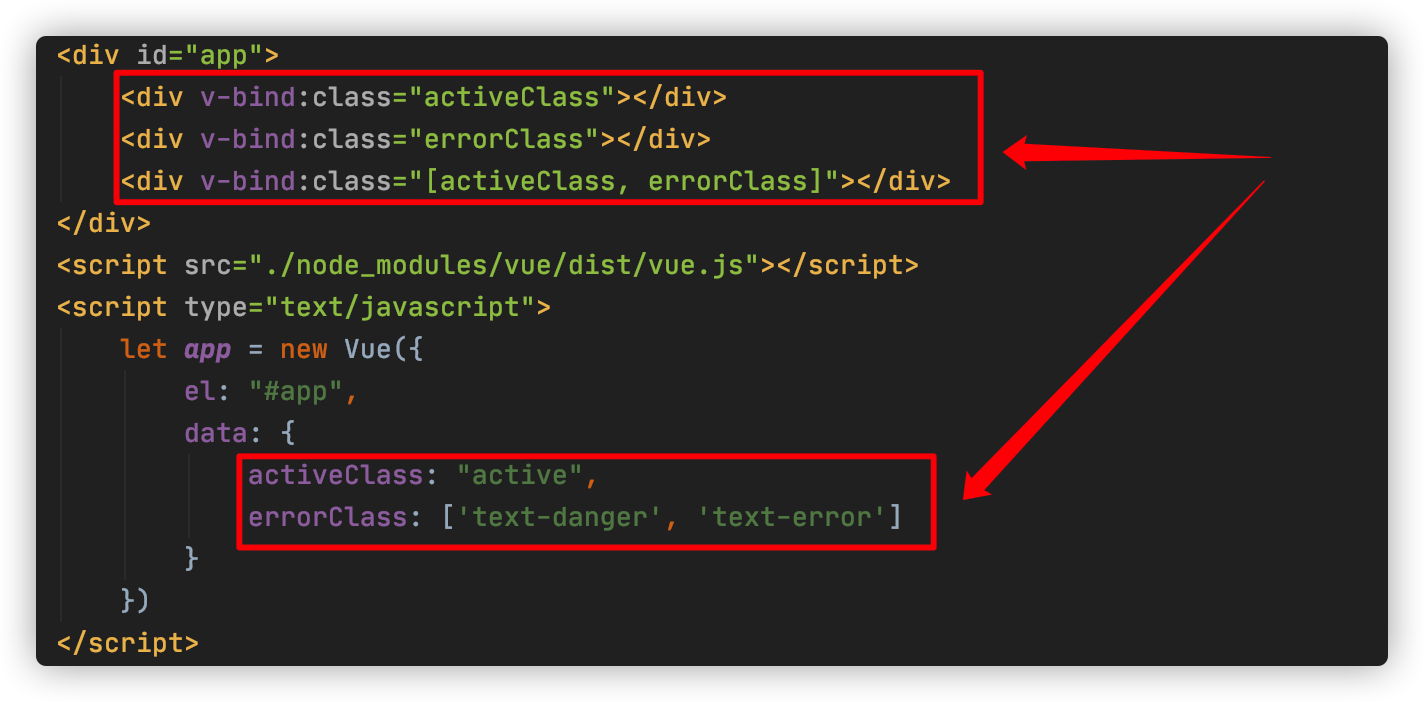 <div id="app">
    <div v-bind:class="activeClass"></div>
    <div v-bind:class="errorClass"></div>
    <div v-bind:class="[activeClass, errorClass]"></div>
</div>
<script src="./node_modules/vue/dist/vue.js"></script>
<script type="text/javascript">
    let app = new Vue({
        el: "#app",
        data: {
            activeClass: "active",
            errorClass: ['text-danger', 'text-error']
        }
    })
</script>